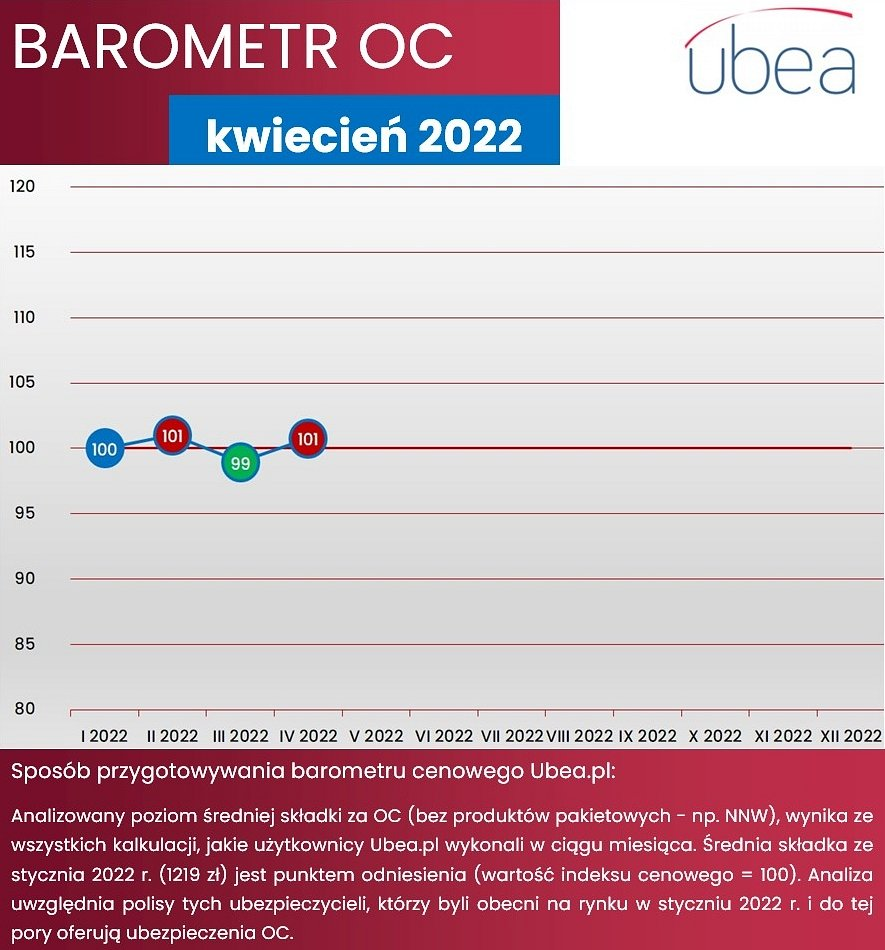 BAROMETR OC
ubea
kwiecień 2022
120
115
110
105
100
95
90
85
80
100
101
99
101
I 2022 II 2022 III 2022 IV 2022 V 2022 VI 2022 VII 2022 VIII 2022 IX 2022 X 2022 XI 2022 XII 2022
Sposób przygotowywania barometru cenowego Ubea.pl:
Analizowany poziom średniej składki za OC (bez produktów pakietowych - np. NNW), wynika ze
wszystkich kalkulacji, jakie użytkownicy Ubea.pl wykonali w ciągu miesiąca. Średnia składka ze
stycznia 2022 r. (1219 zł) jest punktem odniesienia (wartość indeksu cenowego = 100). Analiza
uwzględnia polisy tych ubezpieczycieli, którzy byli obecni na rynku w styczniu 2022 r. i do tej
pory oferują ubezpieczenia OC.